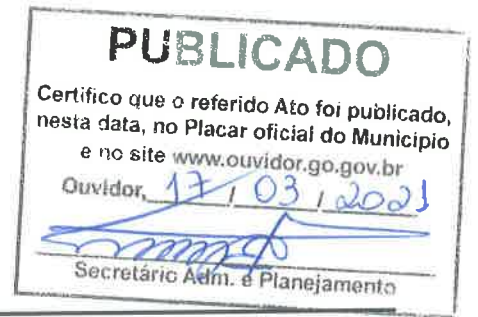 PUBLICADO
Certifico que o referido Ato foi publicado,
nesta data, no Placar oficial do Municipio
e no site www.ouvidor.go.gov.br
Ouvidor, 17 / 03 / 2021
Secretário Adm. e Planejamento